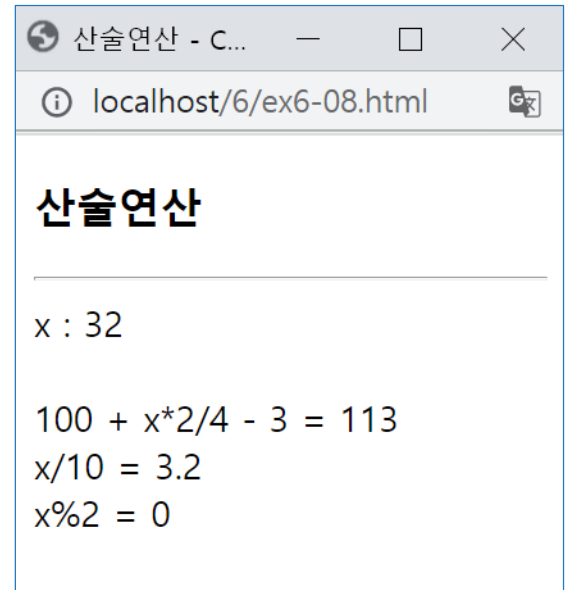 산술연산 - C...
localhost/6/ex6-08.html
산술연산
x : 32
100 + x*2/4 - 3 = 113
x/10 = 3.2
x%2 = 0